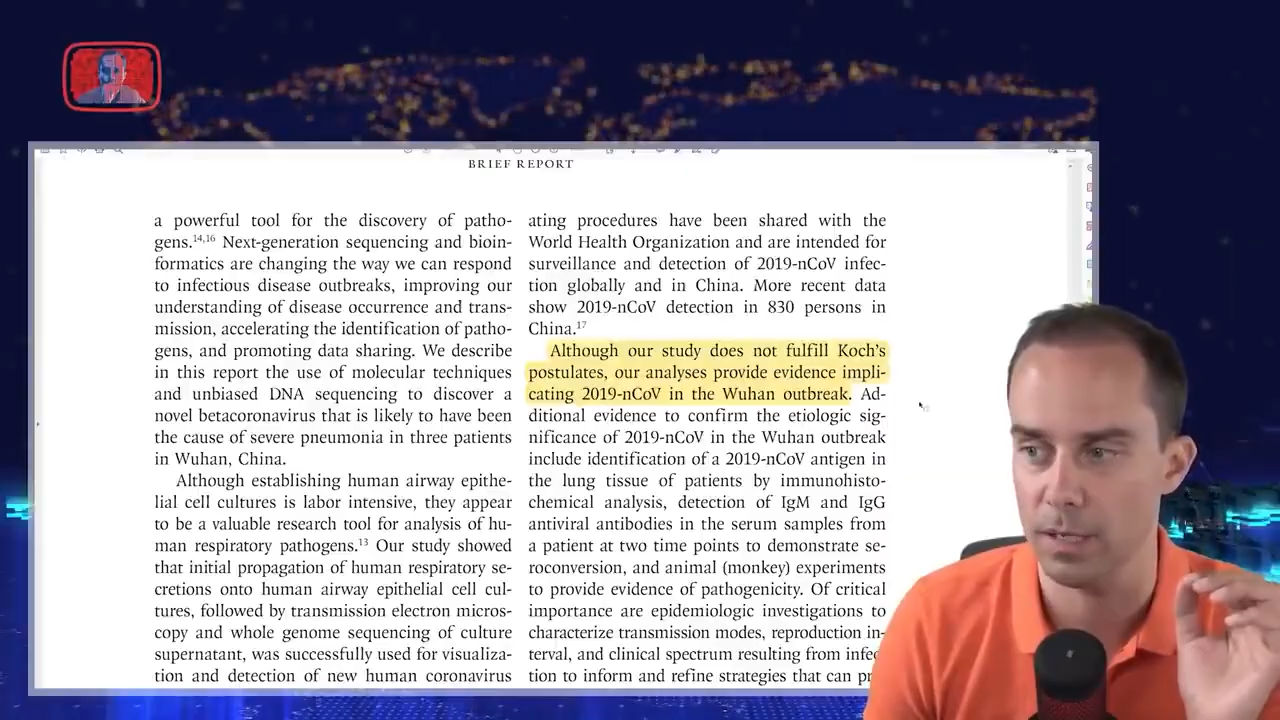 BRIEF REPORT
a powerful tool for the discovery of patho-
gens.14,16 Next-generation sequencing and bioin-
formatics are changing the way we can respond
to infectious disease outbreaks, improving our
understanding of disease occurrence and trans-
mission, accelerating the identification of patho-
gens, and promoting data sharing. We describe
in this report the use of molecular techniques
and unbiased DNA sequencing to discover a
novel betacoronavirus that is likely to have been
the cause of severe pneumonia in three patients
in Wuhan, China.
Although establishing human airway epithe-
lial cell cultures is labor intensive, they appear
to be a valuable research tool for analysis of hu-
man respiratory pathogens.13 Our study showed
that initial propagation of human respiratory se-
cretions onto human airway epithelial cell cul-
tures, followed by transmission electron micros-
copy and whole genome sequencing of culture
supernatant, was successfully used for visualiza-
tion and detection of new human coronavirus
ating procedures have been shared with the
World Health Organization and are intended for
surveillance and detection of 2019-nCoV infec-
tion globally and in China. More recent data
show 2019-nCoV detection in 830 persons in
China.17
Although our study does not fulfill Koch's
postulates, our analyses provide evidence impli-
cating 2019-nCoV in the Wuhan outbreak. Ad-
ditional evidence to confirm the etiologic sig-
nificance of 2019-nCoV in the Wuhan outbreak
include identification of a 2019-nCoV antigen in
the lung tissue of patients by immunohisto-
chemical analysis, detection of IgM and IgG
antiviral antibodies in the serum samples from
a patient at two time points to demonstrate se-
roconversion, and animal (monkey) experiments
to provide evidence of pathogenicity. Of critical
importance are epidemiologic investigations to
characterize transmission modes, reproduction in-
terval, and clinical spectrum resulting from infec
tion to inform and refine strategies that can